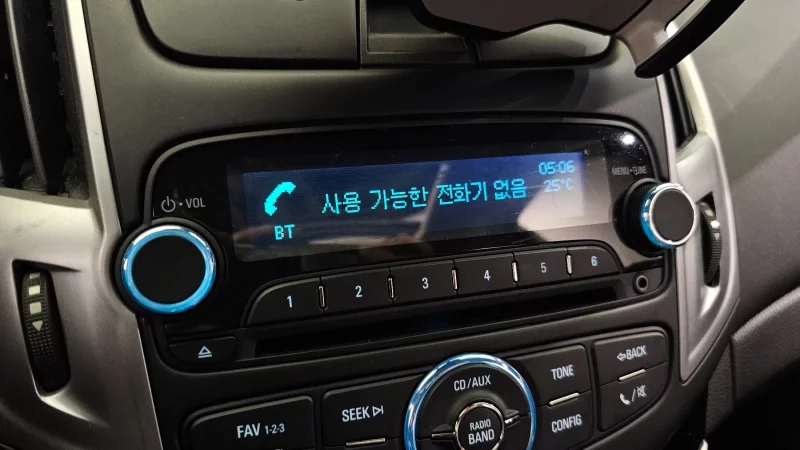 05:06
사용 가능한 전화기 없음
25°C
BT
VOL
MENU-TUNE
1
2
3
4
5
6
FAV 1-2-3
SEEK
CD/AUX
RADIO
BAND
TONE
CONFIG
BACK